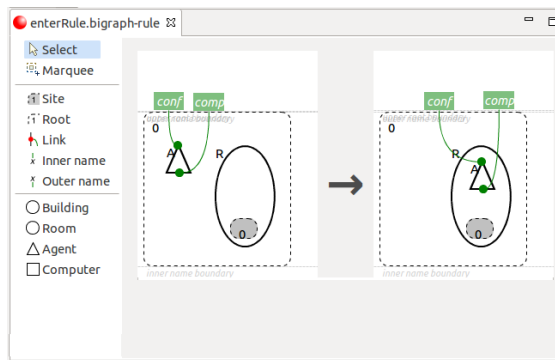 enterRule.bigraph-rule
Select
Marquee
Site
Root
Link
Inner name
Outer name
Building
Room
Agent
Computer
conf comp
0
A R
0
inner name boundary
conf comp
0
R
A
0
inner name boundary